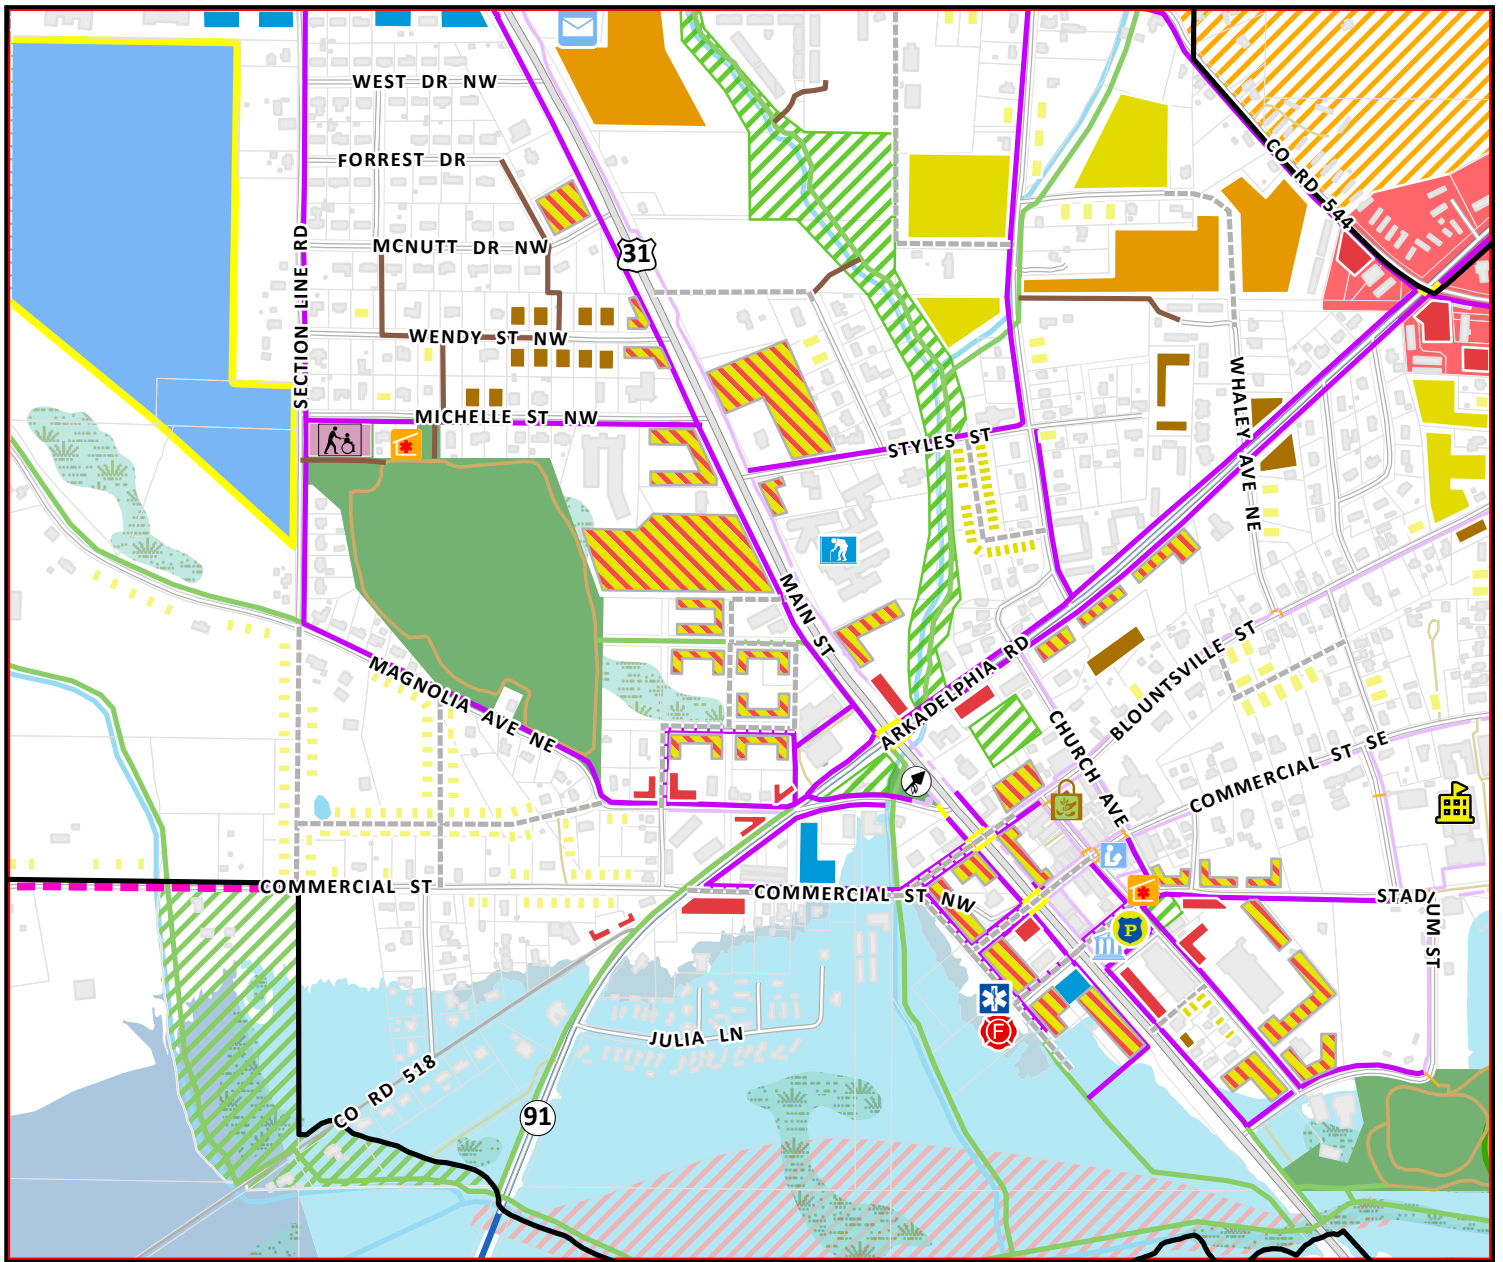 WEST DR NW
FORREST DR
CO RD 544
SECTION LINE RD
MCNUTT DR NW
31
WENDY ST NW
WHALEY AVE NE
MICHELLE ST NW
STYLES ST
MAIN ST
MAGNOLIA AVE NE
ARKADELPHIA RD
BLOUNTSVILLE ST
CHURCH AVE
COMMERCIAL ST SE
COMMERCIAL ST
COMMERCIAL ST NW
STADIUM ST
P
F
JULIA LN
CO RD 518
91